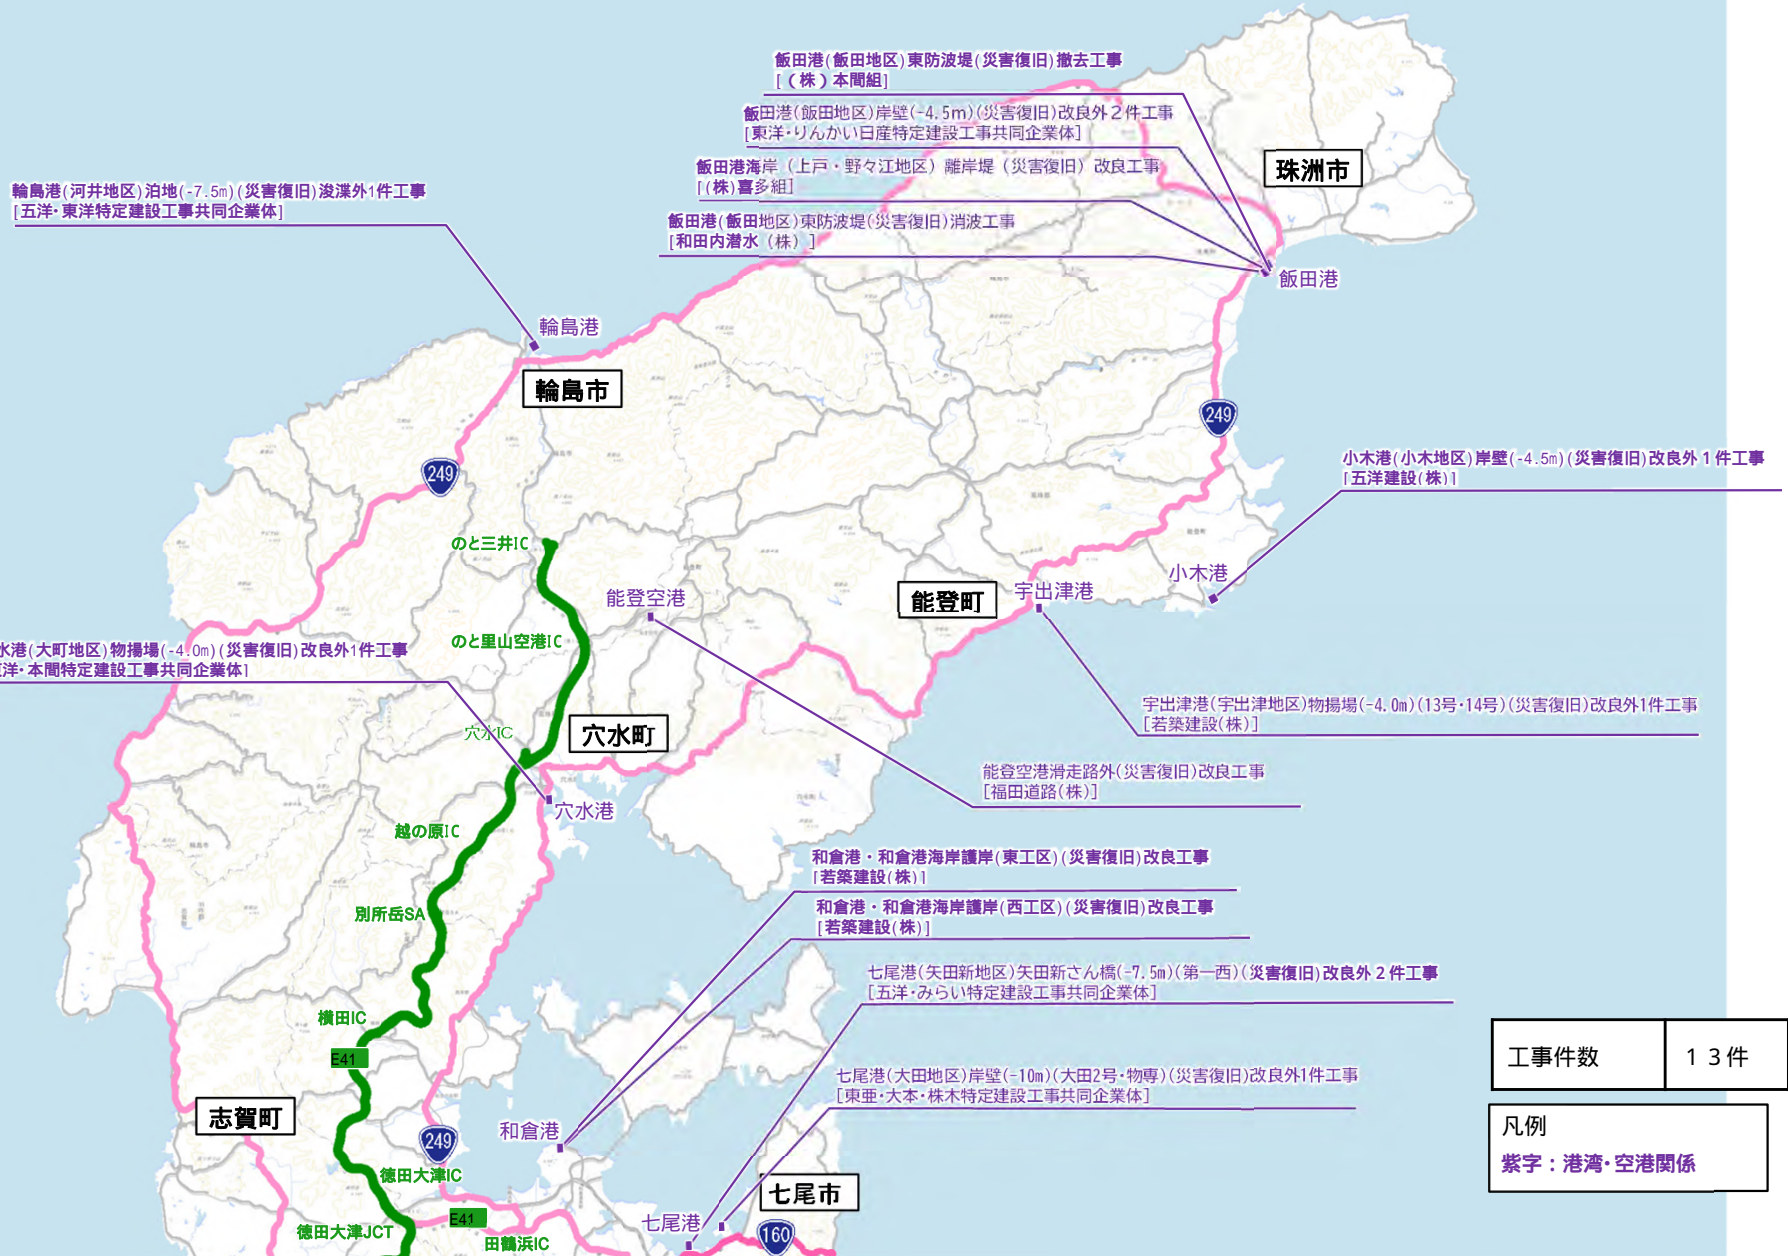 飯田港(飯田地区)東防波堤(災害復旧)撤去工事
[(株)本間組]
飯田港(飯田地区)岸壁(-4.5m)(災害復旧)改良外2件工事
[東洋・りんかい日産特定建設工事共同企業体]
飯田港海岸(上戸・野々江地区)離岸堤(災害復旧)改良工事
[(株)喜多組]
飯田港(飯田地区)東防波堤(災害復旧)消波工事
[和田内潜水(株)]
珠洲市
飯田港
輪島港(河井地区)泊地(-7.5m)(災害復旧)浚渫外1件工事
[五洋・東洋特定建設工事共同企業体]
輪島港
輪島市
249
249
小木港(小木地区)岸壁(-4.5m)(災害復旧)改良外1件工事
[五洋建設(株)]
のと三井IC
能登空港
能登町
宇出津港
小木港
のと里山空港IC
水港(大町地区)物揚場(-4.0m)(災害復旧)改良外1件工事
洋・本間特定建設工事共同企業体]
穴水IC
穴水町
宇出津港(宇出津地区)物揚場(-4.0m)(13号・14号)(災害復旧)改良外1件工事
[若築建設(株)]
能登空港滑走路外(災害復旧)改良工事
[福田道路(株)]
穴水港
越の原IC
和倉港・和倉港海岸護岸(東工区)(災害復旧)改良工事
[若築建設(株)]
別所岳SA
和倉港・和倉港海岸護岸(西工区)(災害復旧)改良工事
[若築建設(株)]
七尾港(矢田新地区)矢田新さん橋(-7.5m)(第一西)(災害復旧)改良外2件工事
[五洋・みらい特定建設工事共同企業体]
横田IC
E41
七尾港(大田地区)岸壁(-10m)(大田2号・物専)(災害復旧)改良外1件工事
[東亜・大本・株木特定建設工事共同企業体]
工事件数 13件
志賀町
249
和倉港
凡例
紫字:港湾・空港関係
徳田大津IC
七尾市
E41
七尾港
160
徳田大津JCT
田鶴浜IC